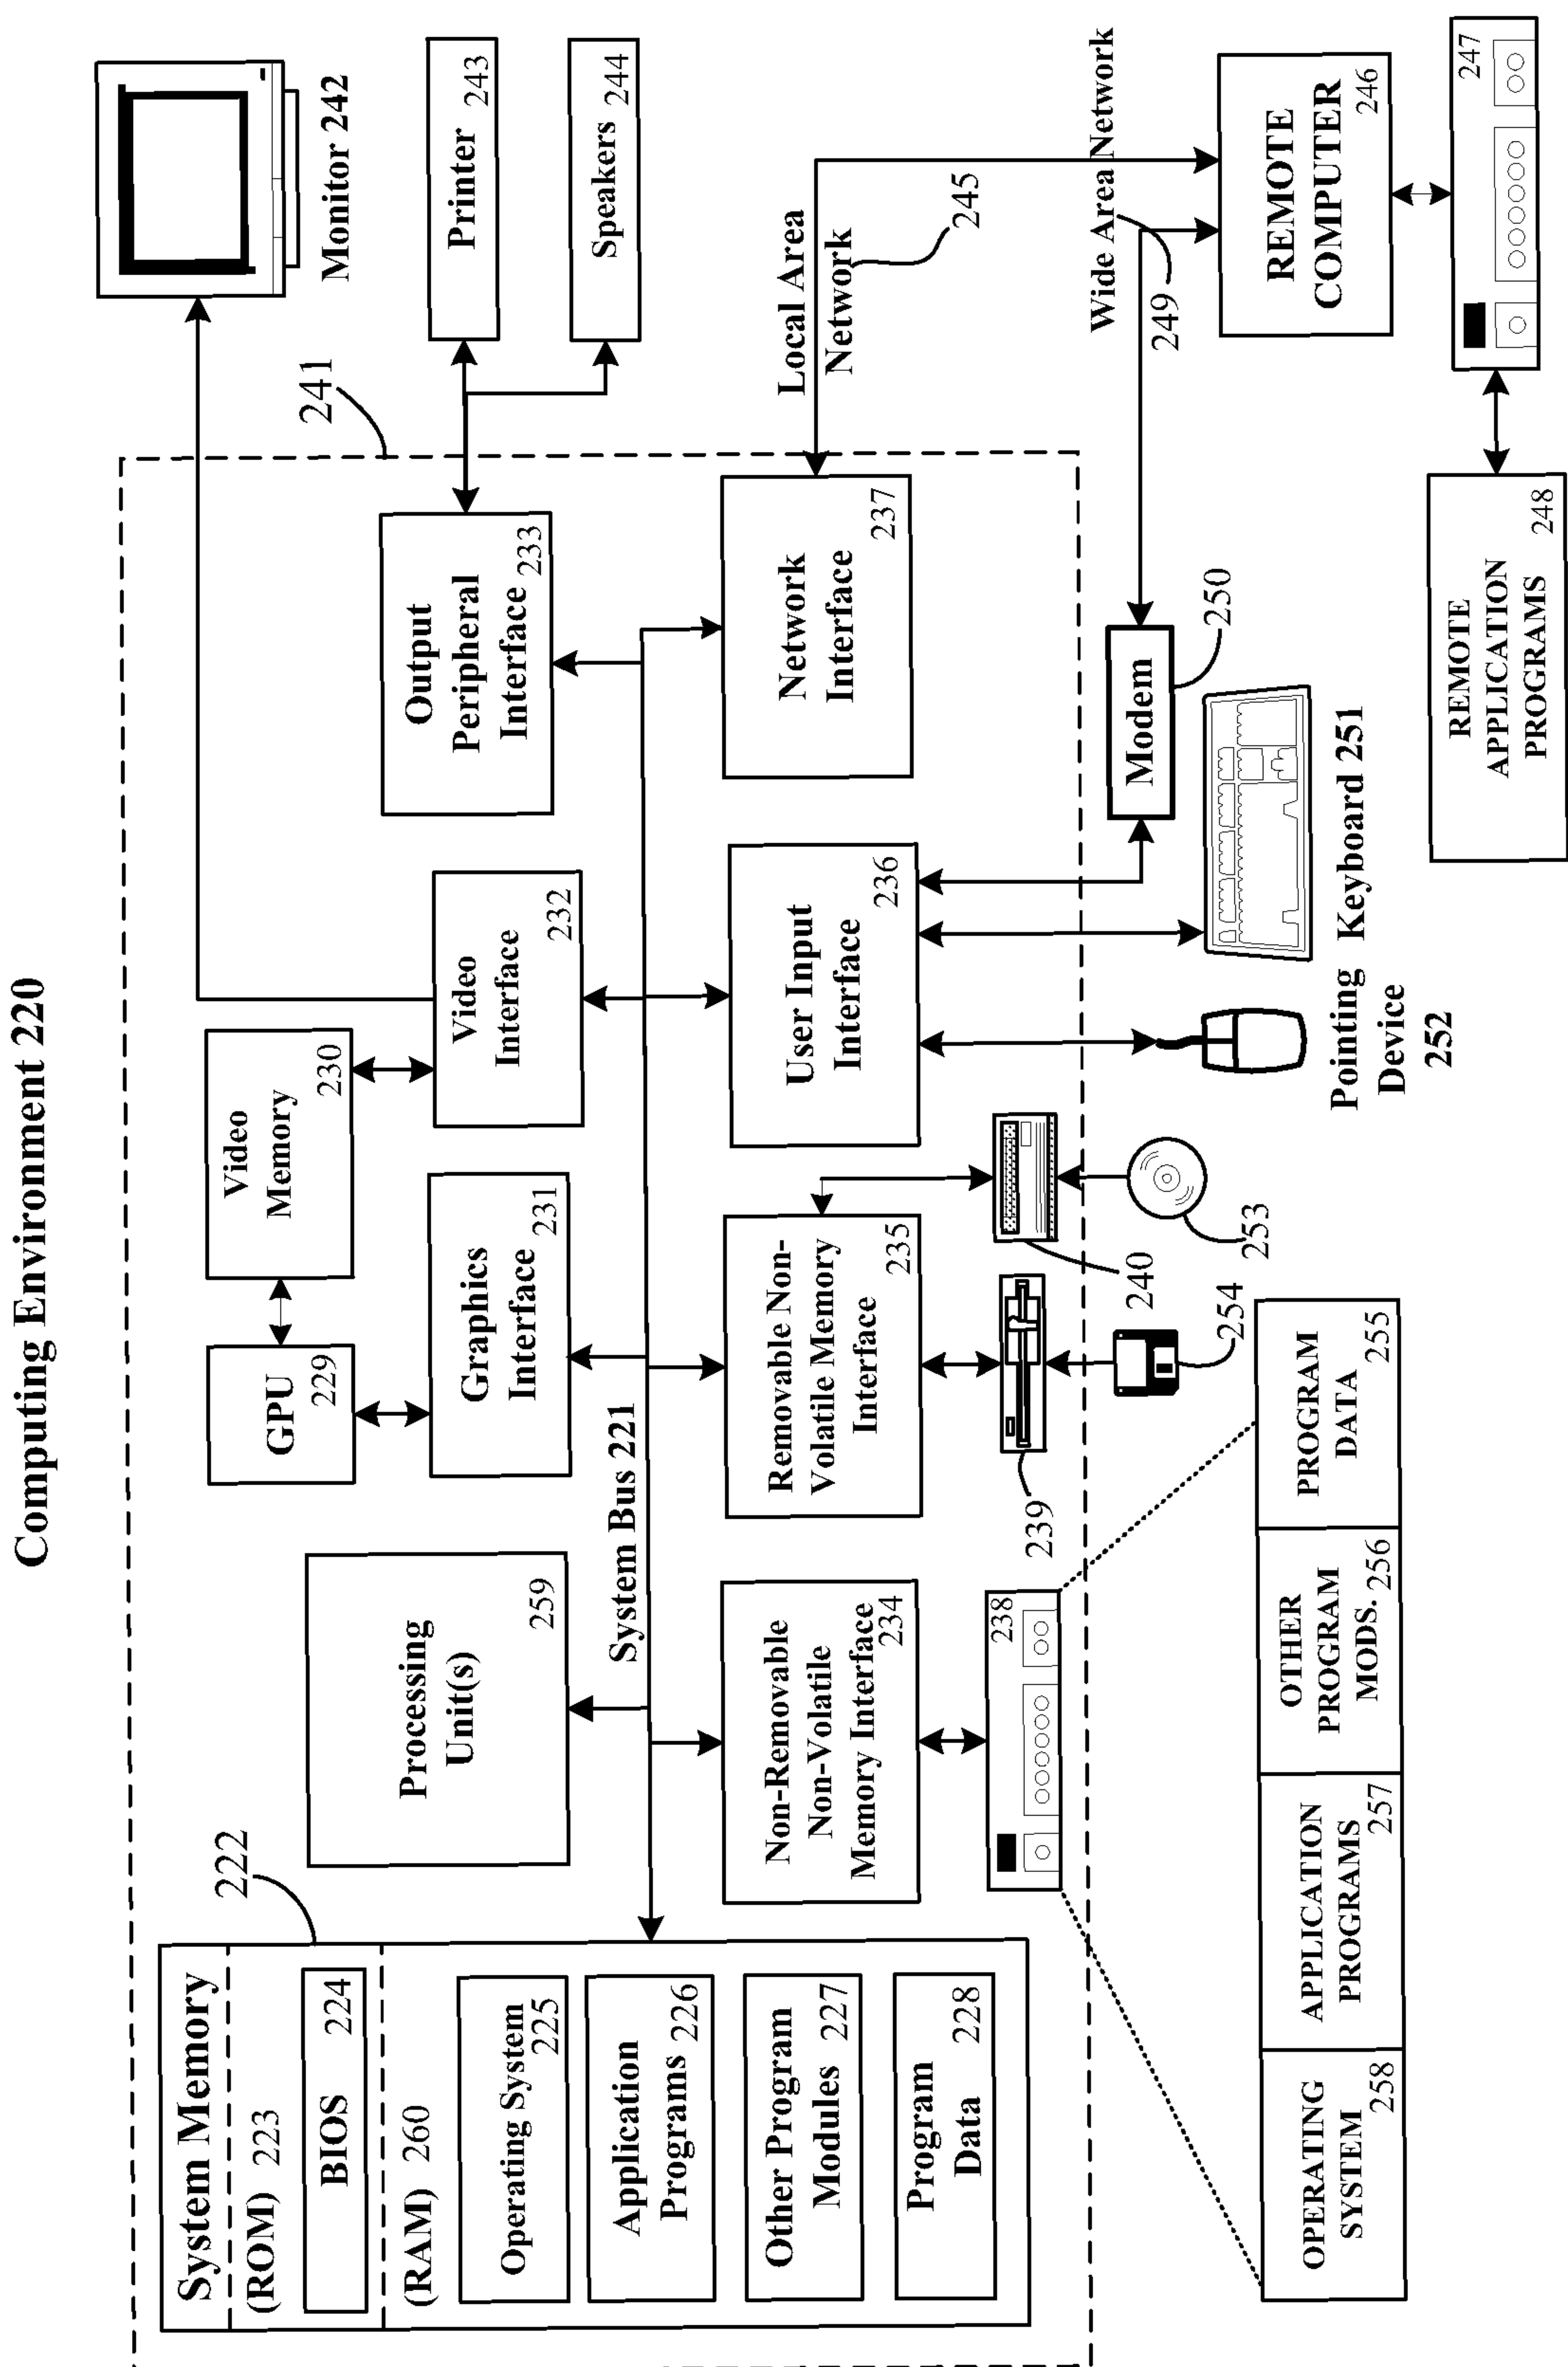 Computing Environment 220
222
System Memory
(ROM) 223
BIOS 224
(RAM) 260
Operating System
225
Application
Programs 226
Other Program
Modules 227
Program
Data
228
Processing
Unit(s)
259
System Bus 221
GPU
229
Video
Memory
230
Graphics
Interface
231
Video
Interface
232
Output
Peripheral
Interface
233
241
Monitor 242
Printer 243
Speakers 244
Non-Removable
Non-Volatile
Memory Interface
234
Removable Non-
Volatile Memory
Interface
235
User Input
Interface
236
Network
Interface
237
Local Area
Network
245
238
239
240
254
253
Pointing
Device
252
Keyboard 251
Modem
250
Wide Area Network
249
REMOTE
COMPUTER
246
247
REMOTE
APPLICATION
PROGRAMS
248
OPERATING
SYSTEM
258
APPLICATION
PROGRAMS
257
OTHER
PROGRAM
MODS.
256
PROGRAM
DATA
255